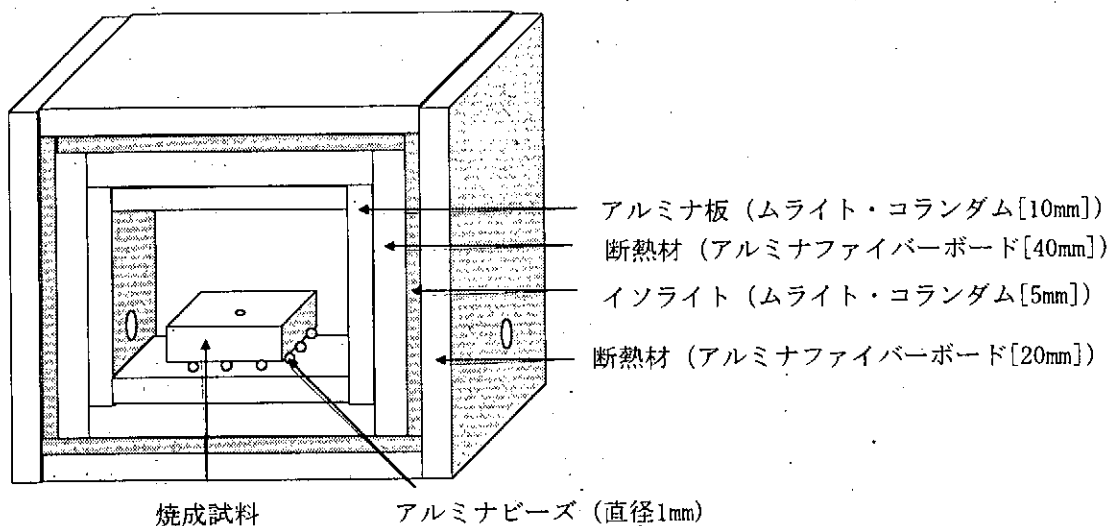 アルミナ板（ムライト・コランダム[10mm]）
断熱材（アルミナファイバーボード[40mm]）
イソライト（ムライト・コランダム[5mm]）
断熱材（アルミナファイバーボード[20mm]）
焼成試料
アルミナビーズ（直径1mm）